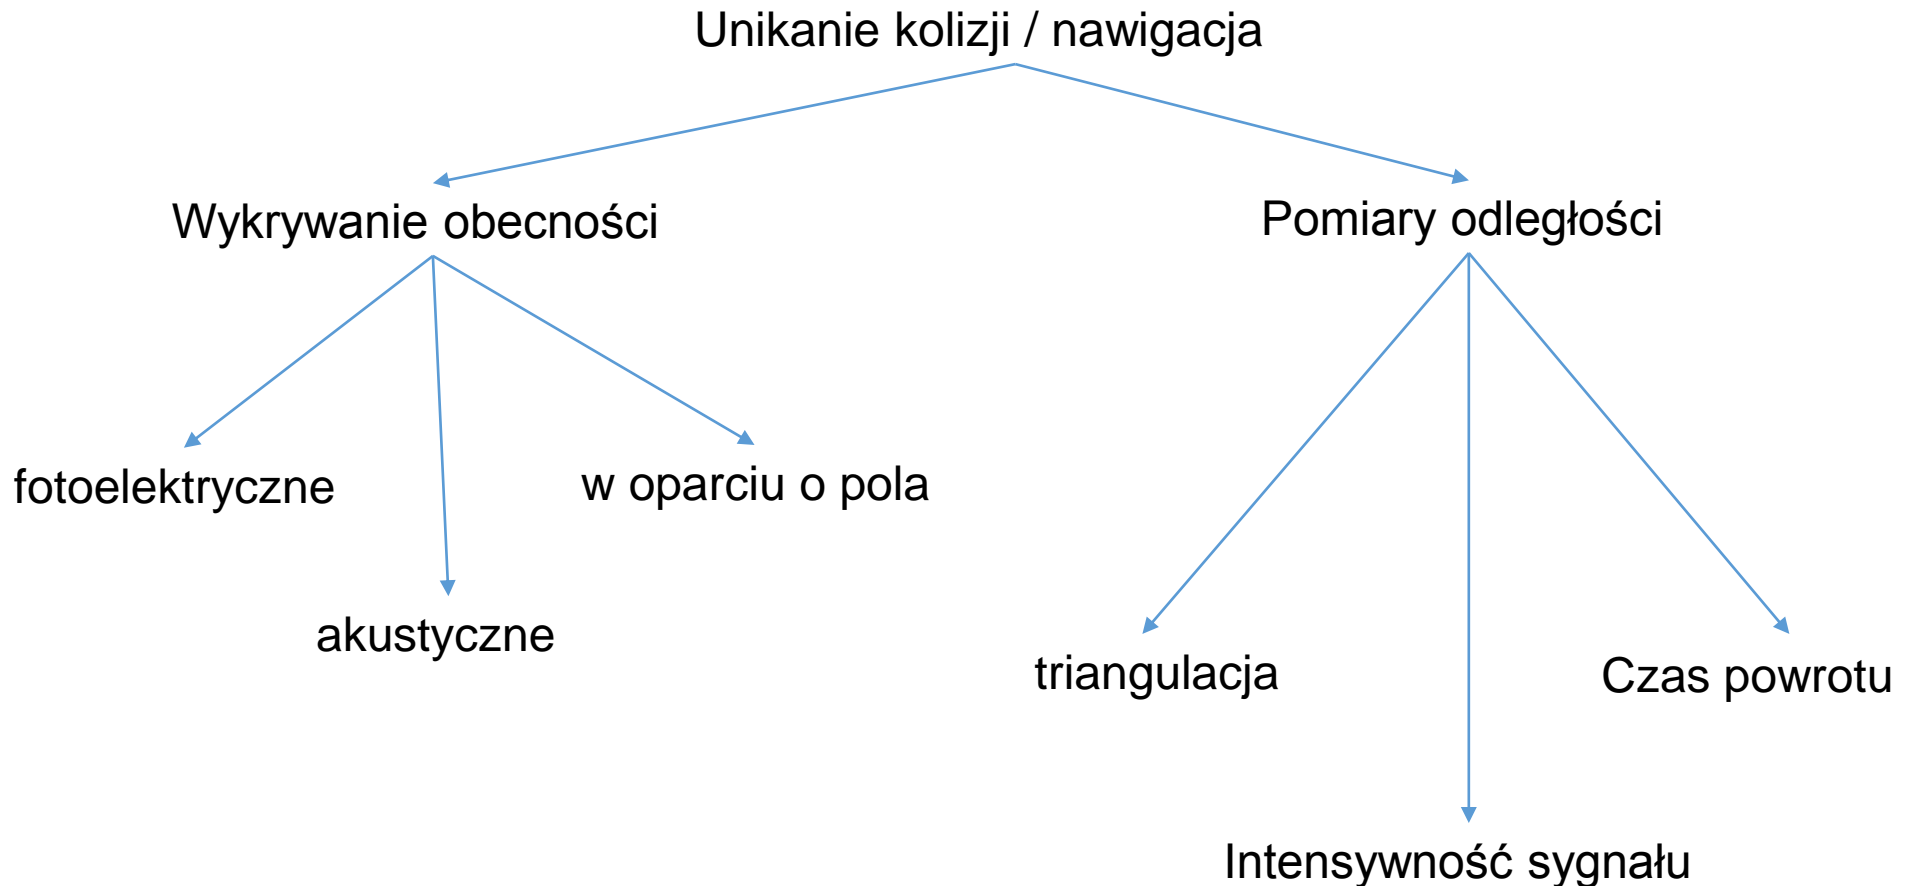 Unikanie kolizji / nawigacja
Wykrywanie obecności
Pomiary odległości
fotoelektryczne
w oparciu o pola
akustyczne
triangulacja
Czas powrotu
Intensywność sygnału